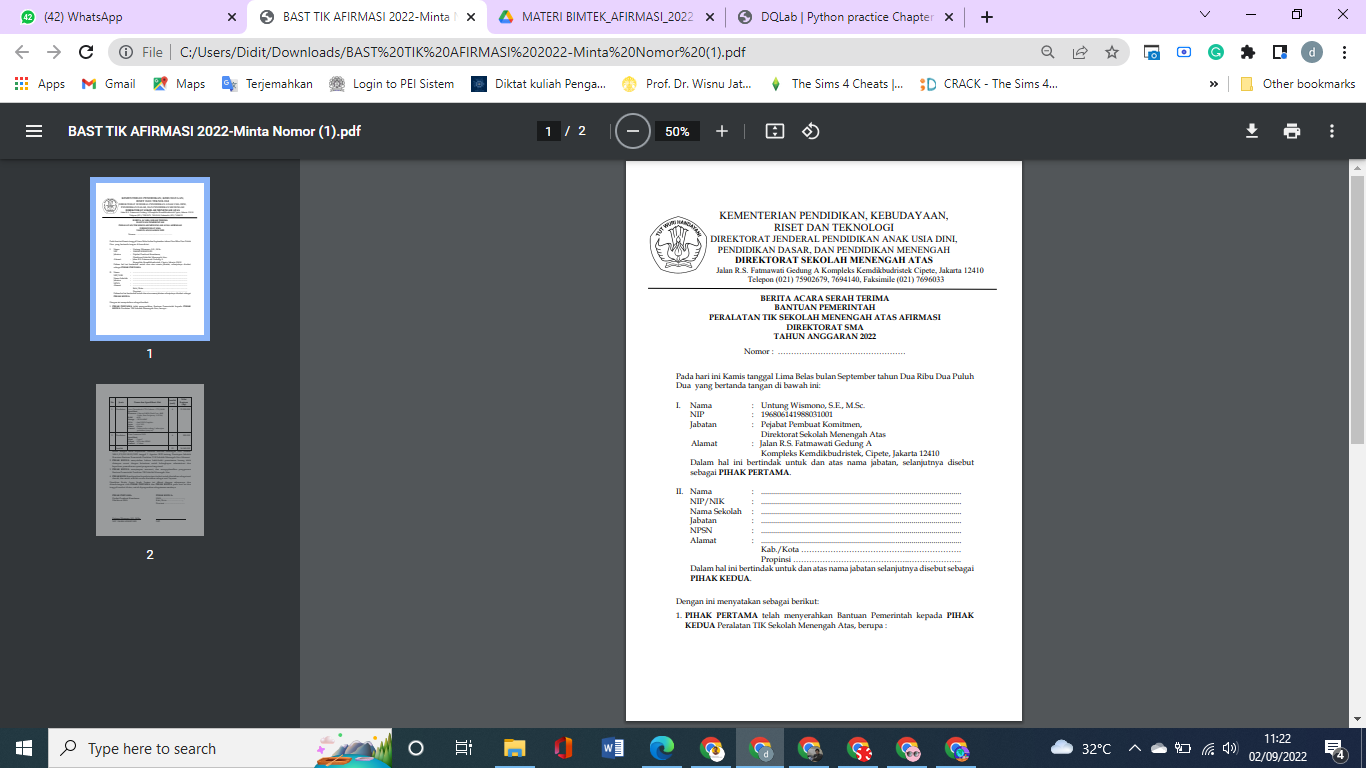 42
(42) WhatsApp
BAST TIK AFIRMASI 2022-Minta N
MATERI BIMTEK_AFIRMASI_2022
DQLab | Python practice Chapter
File
C:/Users/Didit/Downloads/BAST%20TIK%20AFIRMASI%202022-Minta%20Nomor%20(1).pdf
d
Apps
Gmail
Maps
Terjemahkan
Login to PEI Sistem
Diktat kuliah Penga...
Prof. Dr. Wisnu Jat...
The Sims 4 Cheats |...
CRACK - The Sims 4...
Other bookmarks
BAST TIK AFIRMASI 2022-Minta Nomor (1).pdf
1 / 2
50%
1
2
TUT WURI HANDAYANI
KEMENTERIAN PENDIDIKAN, KEBUDAYAAN,
RISET DAN TEKNOLOGI
DIREKTORAT JENDERAL PENDIDIKAN ANAK USIA DINI,
PENDIDIKAN DASAR, DAN PENDIDIKAN MENENGAH
DIREKTORAT SEKOLAH MENENGAH ATAS
Jalan R.S. Fatmawati Gedung A Kompleks Kemdikbudristek Cipete, Jakarta 12410
Telepon (021) 75902679, 7694140, Faksimile (021) 7696033
BERITA ACARA SERAH TERIMA
BANTUAN PEMERINTAH
PERALATAN TIK SEKOLAH MENENGAH ATAS AFIRMASI
DIREKTORAT SMA
TAHUN ANGGARAN 2022
Nomor : ................................................
Pada hari ini Kamis tanggal Lima Belas bulan September tahun Dua Ribu Dua Puluh
Dua yang bertanda tangan di bawah ini:
I. Nama : Untung Wismono, S.E., M.Sc.
NIP : 196806141988031001
Jabatan : Pejabat Pembuat Komitmen,
Direktorat Sekolah Menengah Atas
Alamat : Jalan R.S. Fatmawati Gedung A
Kompleks Kemdikbudristek, Cipete, Jakarta 12410
Dalam hal ini bertindak untuk dan atas nama jabatan, selanjutnya disebut
sebagai PIHAK PERTAMA.
II. Nama : ................................................
NIP/NIK : ................................................
Nama Sekolah : ................................................
Jabatan : ................................................
NPSN : ................................................
Alamat : ................................................
Kab./Kota ................................................
Propinsi ................................................
Dalam hal ini bertindak untuk dan atas nama jabatan selanjutnya disebut sebagai
PIHAK KEDUA.
Dengan ini menyatakan sebagai berikut:
1. PIHAK PERTAMA telah menyerahkan Bantuan Pemerintah kepada PIHAK
KEDUA Peralatan TIK Sekolah Menengah Atas, berupa :
Type here to search
32°C
11:22
02/09/2022
4